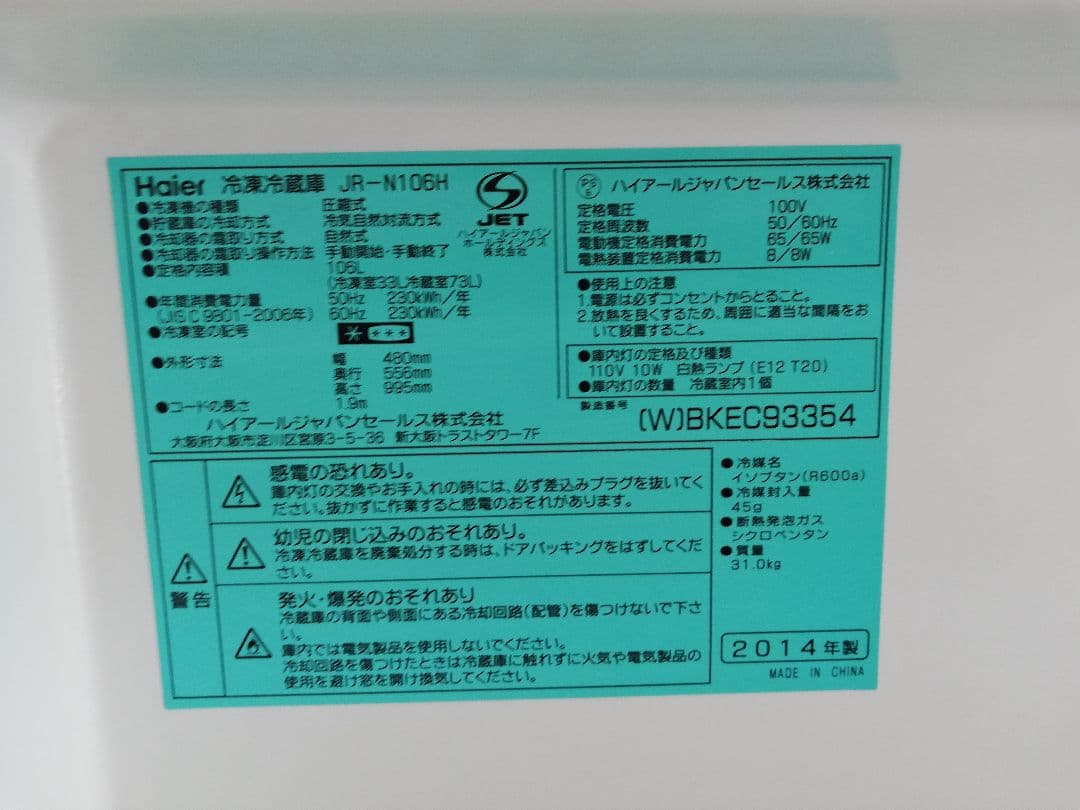 Haier 冷凍冷蔵庫 JR-N106H
●冷凍機の種類 圧縮式
●貯蔵庫の冷却方式 冷気自然対流方式
●冷却器の霜取り方式 自然式
●冷却器の霜取り操作方法 手動開始・手動終了
●定格内容積 106L
(冷凍室33L冷蔵室73L)
●年間消費電力量 50Hz 230kWh/年
(JIS C 9801-2006年) 60Hz 230kWh/年
●冷凍室の記号 * ***
●外形寸法 幅 480mm
奥行 556mm
高さ 995mm
●コードの長さ 1.9m
ハイアールジャパンセールス株式会社
大阪府大阪市淀川区宮原3-5-36 新大阪トラストタワー7F
S
JET
ハイアールジャパン
ホールディングス
株式会社
PSE ハイアールジャパンセールス株式会社
定格電圧 100V
定格周波数 50/60Hz
電動機定格消費電力 65/65W
電熱装置定格消費電力 8/8W
●使用上の注意
1.電源は必ずコンセントからとること。
2.放熱を良くするため、周囲に適当な間隔をお
いて設置すること。
●庫内灯の定格及び種類
110V 10W 白熱ランプ(E12 T20)
●庫内灯の数量 冷蔵室内1個
製造番号 (W)BKEC93354
警告
感電の恐れあり。
庫内灯の交換やお手入れの時には、必ず差込みプラグを抜いてく
ださい。抜かずに作業すると感電のおそれがあります。
幼児の閉じ込みのおそれあり。
冷凍冷蔵庫を廃棄処分する時は、ドアパッキングをはずしてくだ
さい。
発火・爆発のおそれあり
冷蔵庫の背面や側面にある冷却回路(配管)を傷つけないで下さ
い。
庫内では電気製品を使用しないでください。
冷却回路を傷つけたときは冷蔵庫に触れずに火気や電気製品の
使用を避け窓を開け換気してください。
●冷媒名
イソブタン(R600a)
●冷媒封入量
45g
●断熱発泡ガス
シクロペンタン
●質量
31.0kg
2014年製
MADE IN CHINA